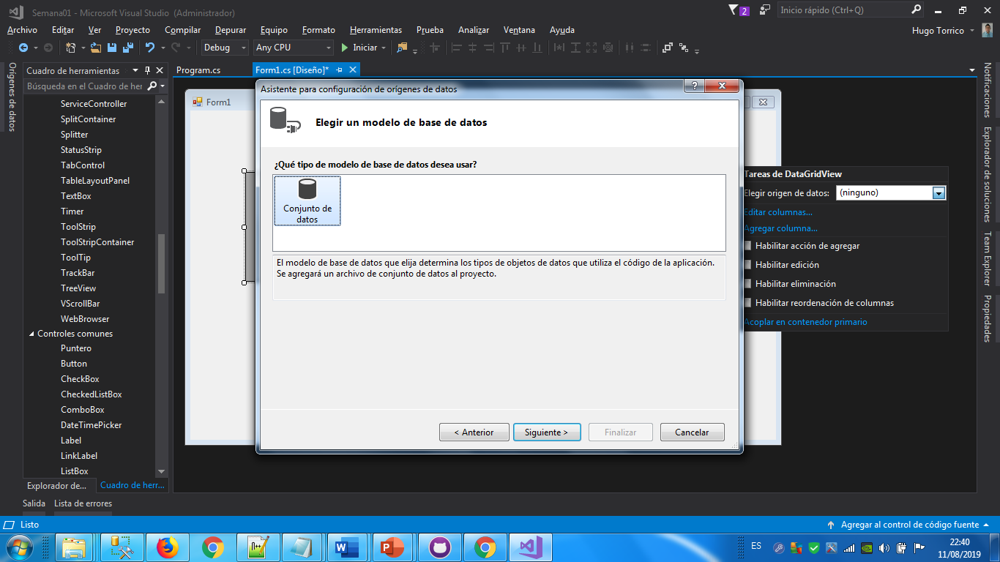 Semana01 - Microsoft Visual Studio (Administrador)
2
Inicio rápido (Ctrl+Q)
Archivo Editar Ver Proyecto Compilar Depurar Equipo Formato Herramientas Prueba Analizar Ventana Ayuda
Hugo Torrico
Debug Any CPU Iniciar
Orígenes de datos
Cuadro de herramientas
Búsqueda en el Cuadro de her
ServiceController
SplitContainer
Splitter
StatusStrip
TabControl
TableLayoutPanel
TextBox
Timer
ToolStrip
ToolStripContainer
ToolTip
TrackBar
TreeView
VScrollBar
WebBrowser
Controles comunes
Puntero
Button
CheckBox
CheckedListBox
ComboBox
DateTimePicker
Label
LinkLabel
ListBox
Explorador de... Cuadro de herr...
Program.cs Form1.cs [Diseño]*
Form1
Asistente para configuración de orígenes de datos
?
Elegir un modelo de base de datos
¿Qué tipo de modelo de base de datos desea usar?
Conjunto de
datos
El modelo de base de datos que elija determina los tipos de objetos de datos que utiliza el código de la aplicación.
Se agregará un archivo de conjunto de datos al proyecto.
< Anterior Siguiente > Finalizar Cancelar
Tareas de DataGridView
Elegir origen de datos: (ninguno)
Editar columnas...
Agregar columna...
Habilitar acción de agregar
Habilitar edición
Habilitar eliminación
Habilitar reordenación de columnas
Acoplar en contenedor primario
Notificaciones
Explorador de soluciones
Team Explorer
Propiedades
Salida Lista de errores
Listo
Agregar al control de código fuente
ES
22:40
11/08/2019